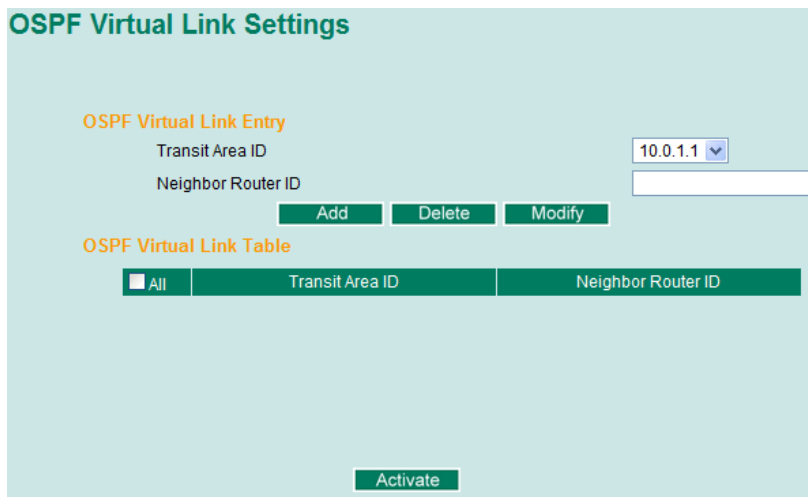 OSPF Virtual Link Settings
OSPF Virtual Link Entry
Transit Area ID 10.0.1.1
Neighbor Router ID
Add Delete Modify
OSPF Virtual Link Table
All Transit Area ID Neighbor Router ID
Activate